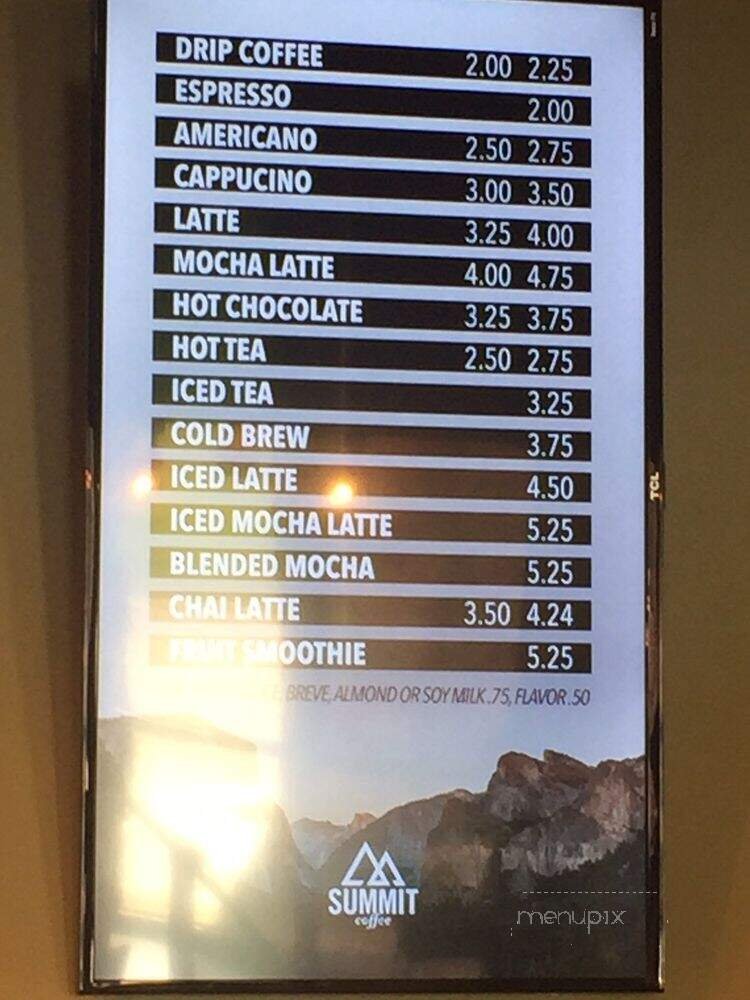 DRIP COFFEE 2.00 2.25
ESPRESSO 2.00
AMERICANO 2.50 2.75
CAPPUCINO 3.00 3.50
LATTE 3.25 4.00
MOCHA LATTE 4.00 4.75
HOT CHOCOLATE 3.25 3.75
HOT TEA 2.50 2.75
ICED TEA 3.25
COLD BREW 3.75
ICED LATTE 4.50
ICED MOCHA LATTE 5.25
BLENDED MOCHA 5.25
CHAI LATTE 3.50 4.24
FRUIT SMOOTHIE 5.25
BREVE, ALMOND OR SOY MILK .75, FLAVOR .50
TCL
SUMMIT
coffee
menupix